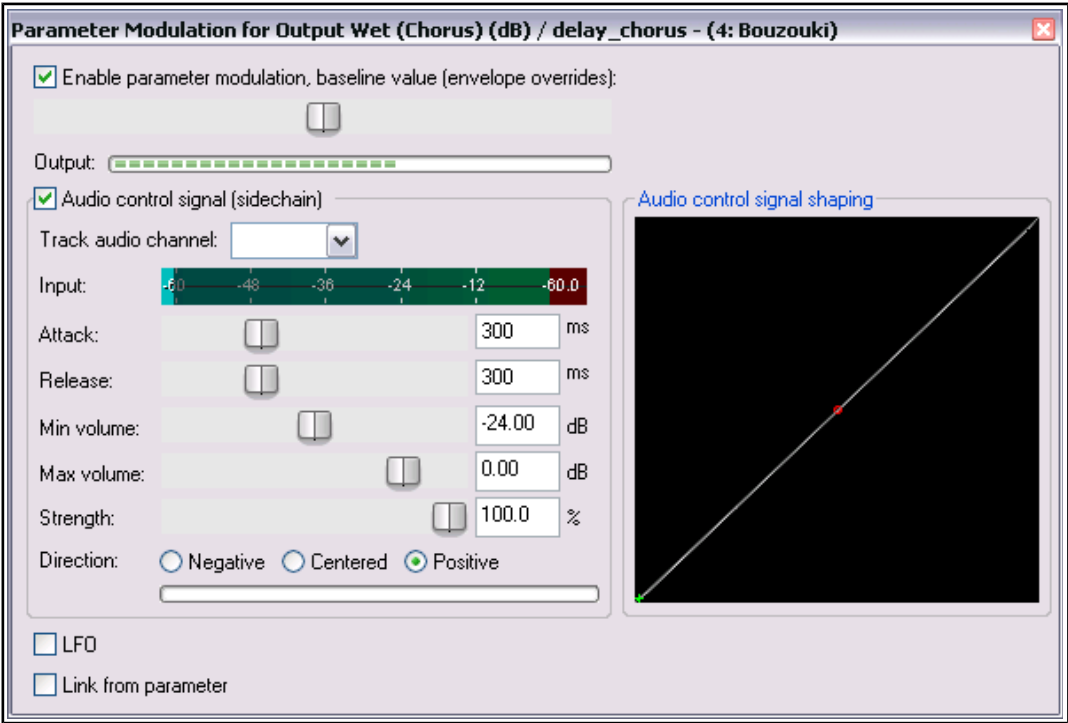 Parameter Modulation for Output Wet (Chorus) (dB) / delay_chorus - (4: Bouzouki)
Enable parameter modulation, baseline value (envelope overrides):
Output:
Audio control signal (sidechain)
Audio control signal shaping
Track audio channel:
Input: -60 -48 -36 -24 -12 -60.0
Attack: 300 ms
Release: 300 ms
Min volume: -24.00 dB
Max volume: 0.00 dB
Strength: 100.0 %
Direction: Negative Centered Positive
LFO
Link from parameter